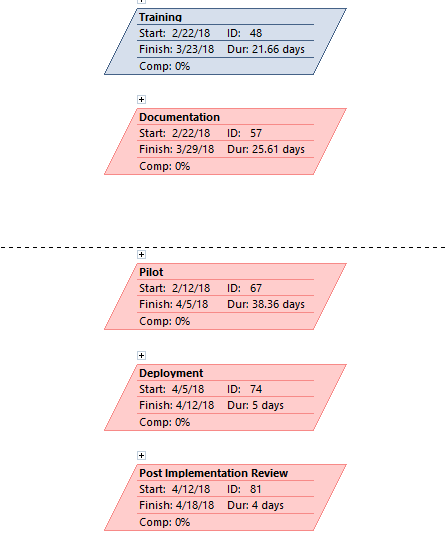 Training
Start: 2/22/18 ID: 48
Finish: 3/23/18 Dur: 21.66 days
Comp: 0%
Documentation
Start: 2/22/18 ID: 57
Finish: 3/29/18 Dur: 25.61 days
Comp: 0%
Pilot
Start: 2/12/18 ID: 67
Finish: 4/5/18 Dur: 38.36 days
Comp: 0%
Deployment
Start: 4/5/18 ID: 74
Finish: 4/12/18 Dur: 5 days
Comp: 0%
Post Implementation Review
Start: 4/12/18 ID: 81
Finish: 4/18/18 Dur: 4 days
Comp: 0%